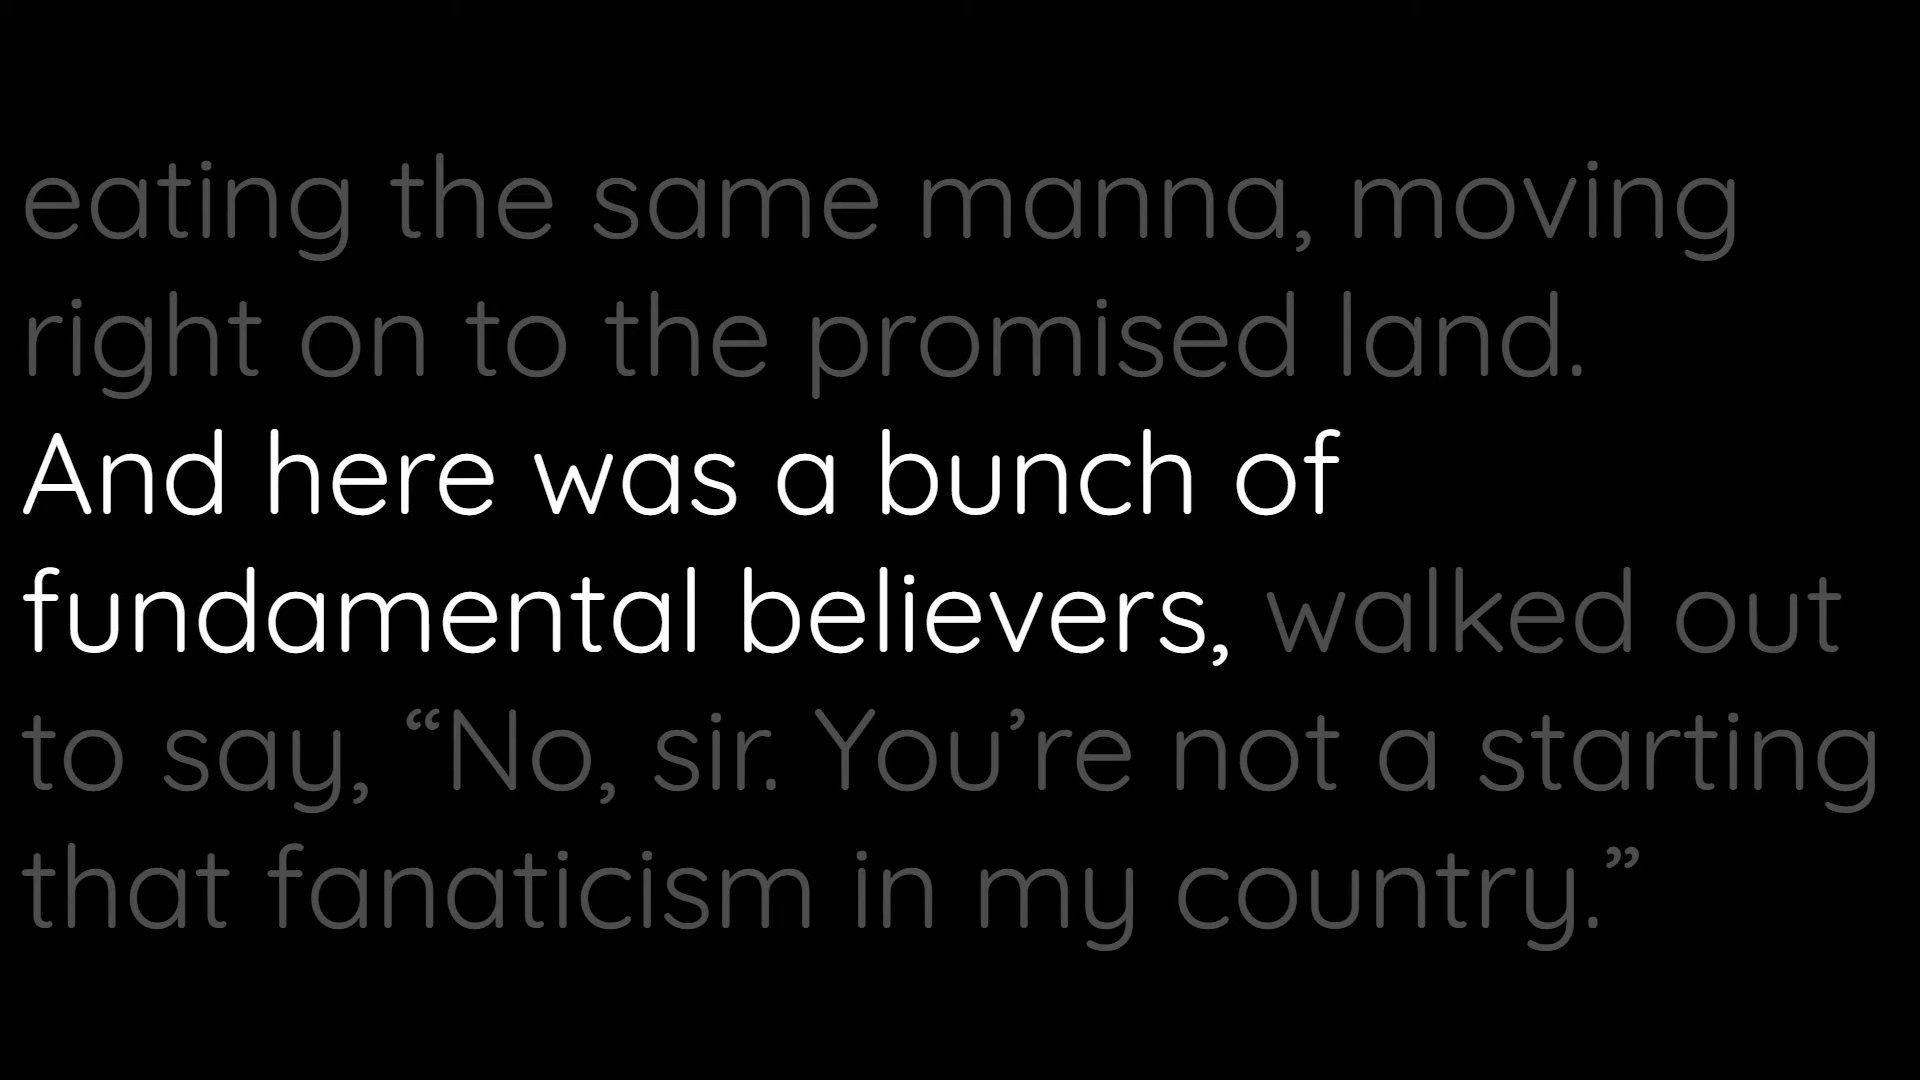 eating the same manna, moving
right on to the promised land.
And here was a bunch of
fundamental believers, walked out
to say, “No, sir. You’re not a starting
that fanaticism in my country.”